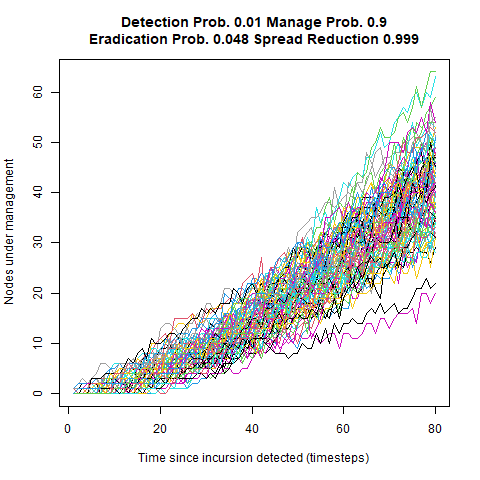 Detection Prob. 0.01 Manage Prob. 0.9
Eradication Prob. 0.048 Spread Reduction 0.999
Nodes under management
60
50
40
30
20
10
0
0 20 40 60 80
Time since incursion detected (timesteps)